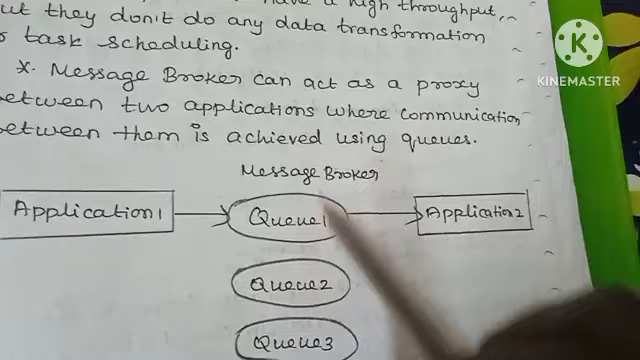 have a high throughput,
but they don't do any data transformation
or task scheduling.
*. Message Broker can act as a proxy
between two applications where communication
between them is achieved using queues.
Message Broker
Application1
Queue1
Application2
Queue2
Queue3
KINEMASTER